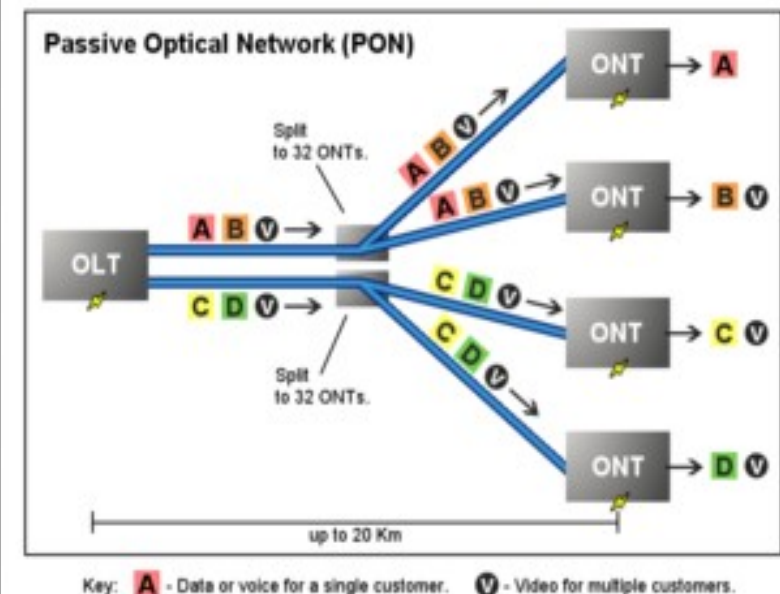 Passive Optical Network (PON)
ONT
A
Split
to 32 ONTs.
A B V
A B V
A B V
ONT
B V
OLT
C D V
C D V
C D V
ONT
C V
Split
to 32 ONTs.
ONT
D V
up to 20 Km
Key: A - Data or voice for a single customer. V - Video for multiple customers.